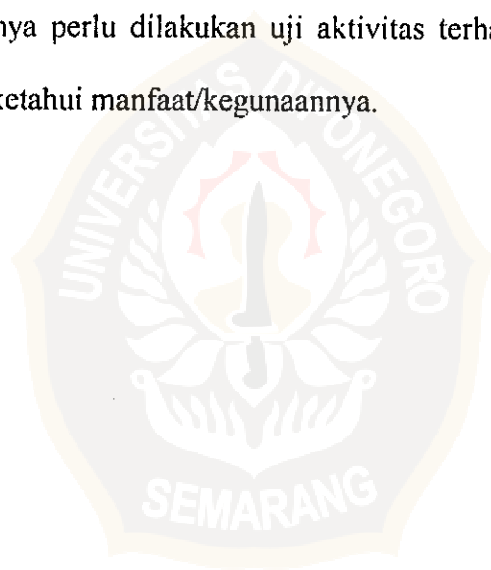 nya perlu dilakukan uji aktivitas terha
ketahui manfaat/kegunaannya.
UNIVERSITAS DIPONEGORO
SEMARANG